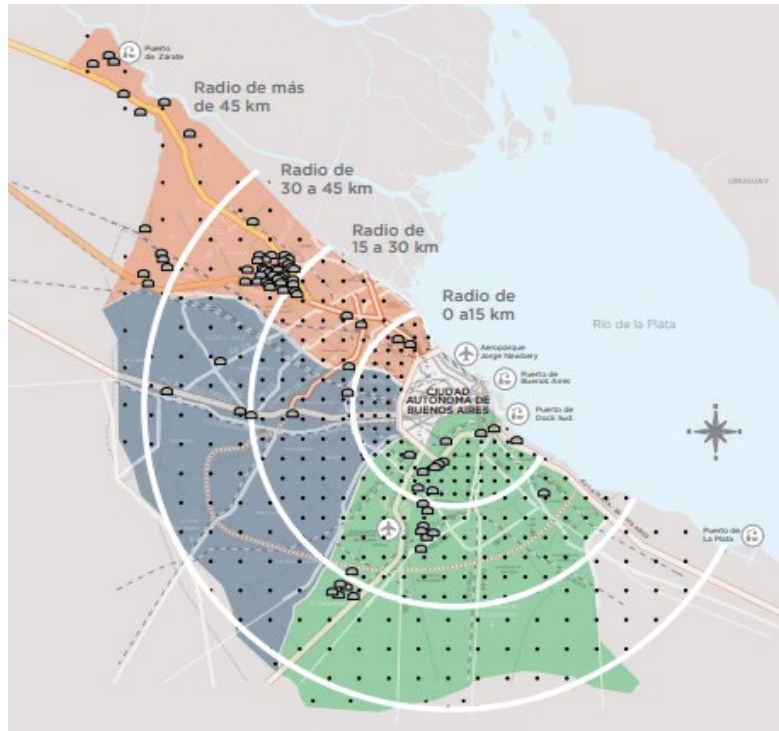 Puerto
de Zárate
Radio de más
de 45 km
Radio de
30 a 45 km
URUGUAY
Radio de
15 a 30 km
Radio de
0 a15 km
Río de la Plata
Aeroparque
Jorge Newbery
Puerto de
Buenos Aires
CIUDAD
AUTÓNOMA DE
BUENOS AIRES
Puerto de
Dock Sud
Puerto de
La Plata